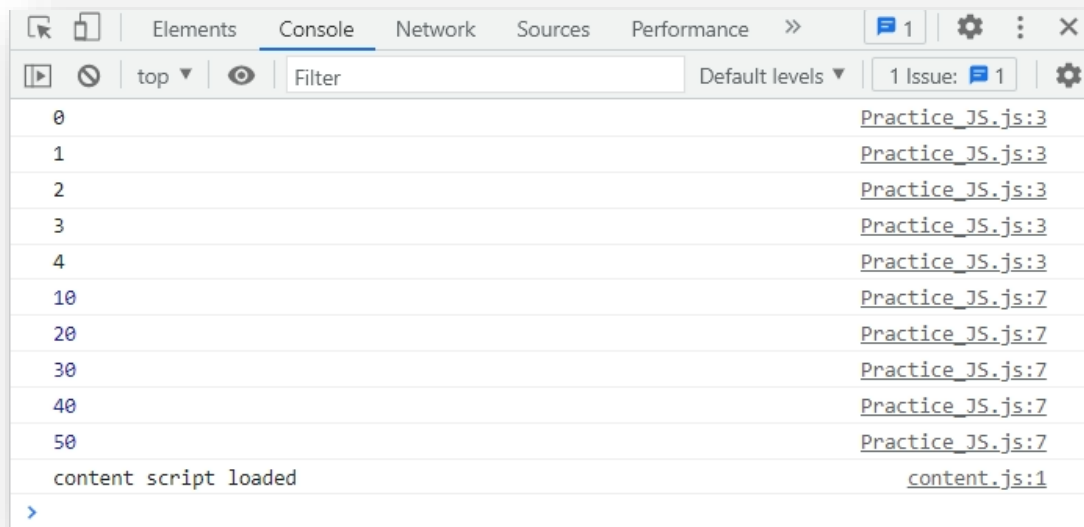 Elements Console Network Sources Performance » 1
top ▼ Filter Default levels ▼ 1 Issue: 1
0 Practice_JS.js:3
1 Practice_JS.js:3
2 Practice_JS.js:3
3 Practice_JS.js:3
4 Practice_JS.js:3
10 Practice_JS.js:7
20 Practice_JS.js:7
30 Practice_JS.js:7
40 Practice_JS.js:7
50 Practice_JS.js:7
content script loaded content.js:1
>